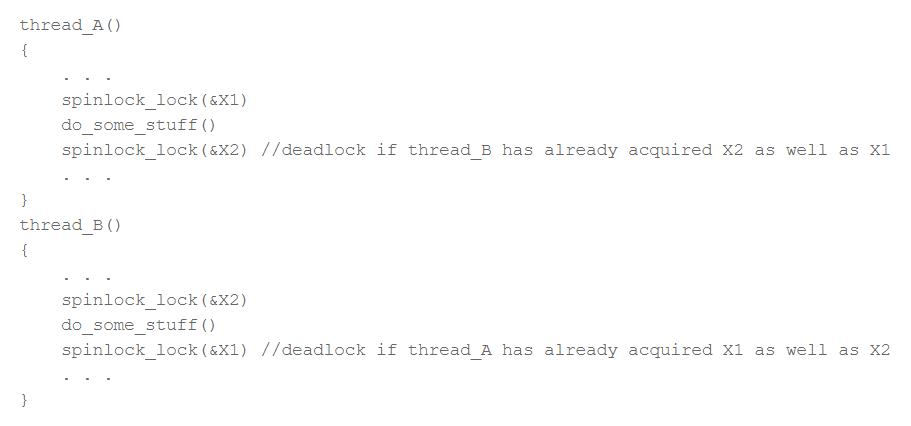 thread_A()
{
    . . .
    spinlock_lock(&X1)
    do_some_stuff()
    spinlock_lock(&X2) //deadlock if thread_B has already acquired X2 as well as X1
    . . .
}
thread_B()
{
    . . .
    spinlock_lock(&X2)
    do_some_stuff()
    spinlock_lock(&X1) //deadlock if thread_A has already acquired X1 as well as X2
    . . .
}